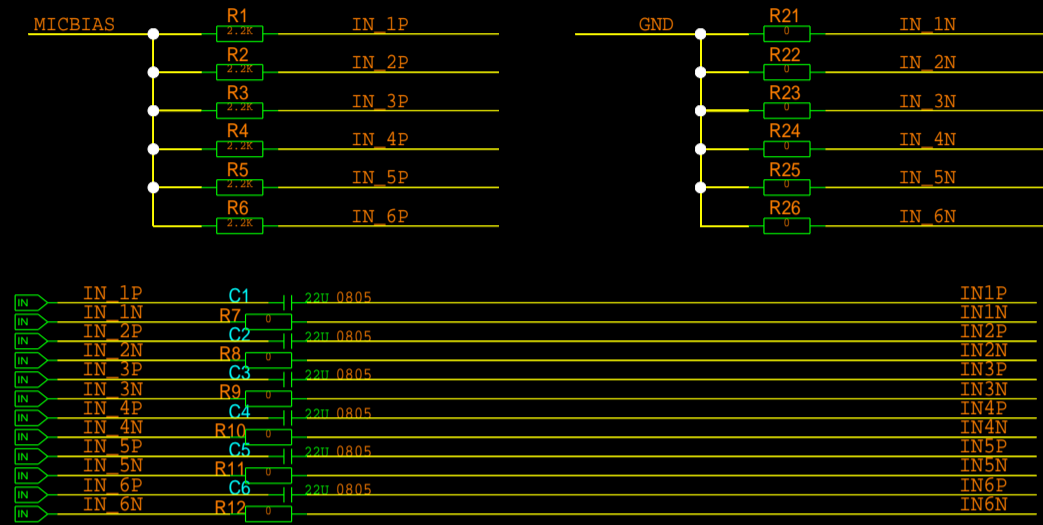 MICBIAS R1 2.2K IN_1P
R2 2.2K IN_2P
R3 2.2K IN_3P
R4 2.2K IN_4P
R5 2.2K IN_5P
R6 2.2K IN_6P
GND R21 0 IN_1N
R22 0 IN_2N
R23 0 IN_3N
R24 0 IN_4N
R25 0 IN_5N
R26 0 IN_6N
IN IN_1P C1 22U 0805 IN1P
IN IN_1N R7 0 IN1N
IN IN_2P C2 22U 0805 IN2P
IN IN_2N R8 0 IN2N
IN IN_3P C3 22U 0805 IN3P
IN IN_3N R9 0 IN3N
IN IN_4P C4 22U 0805 IN4P
IN IN_4N R10 0 IN4N
IN IN_5P C5 22U 0805 IN5P
IN IN_5N R11 0 IN5N
IN IN_6P C6 22U 0805 IN6P
IN IN_6N R12 0 IN6N